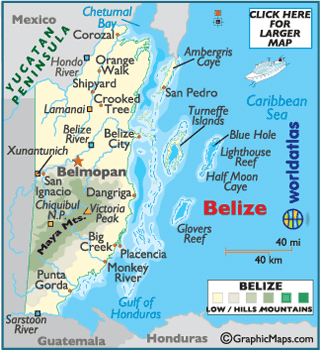 Mexico
Chetumal
Bay
CLICK HERE
FOR
LARGER
MAP
Corozal
YUCATAN
PENINSULA
Hondo
River
Orange
Walk
Ambergris
Caye
Shipyard
San Pedro
Lamanai
Crooked
Tree
Caribbean
Sea
Turneffe
Islands
Belize
River
Belize
City
Blue Hole
Xunantunich
Lighthouse
Reef
Belmopan
San
Ignacio
Half Moon
Caye
worldatlas
Dangriga
Chiquibul
N.P.
Victoria
Peak
Belize
Maya Mts.
Glovers
Reef
Big
Creek
Placencia
Monkey
River
40 mi
40 km
Punta
Gorda
BELIZE
LOW / HILLS / MOUNTAINS
Gulf of
Honduras
Sarstoon
River
Guatemala
Honduras
©GraphicMaps.com